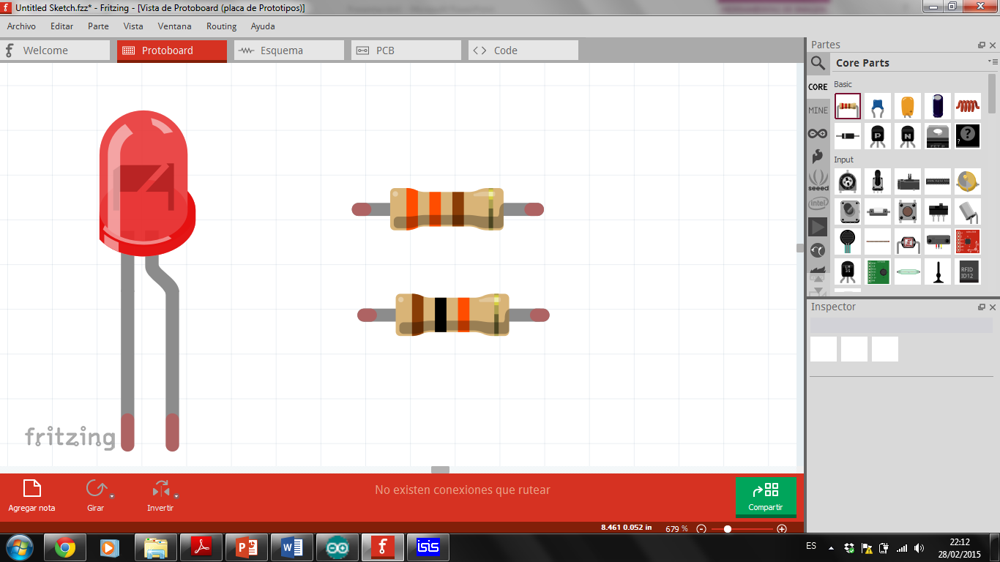 Untitled Sketch.fzz* - Fritzing - [Vista de Protoboard (placa de Prototipos)]
Archivo Editar Parte Vista Ventana Routing Ayuda
Welcome Protoboard Esquema PCB Code
Partes
Core Parts
CORE
MINE
seeed
intel
Basic
P N
?
Input
LM
35
RFID
ID12
Inspector
fritzing
No existen conexiones que rutear
Agregar nota Girar Invertir Compartir
8.461 0.052 in 679 %
isis
ES
22:12
28/02/2015